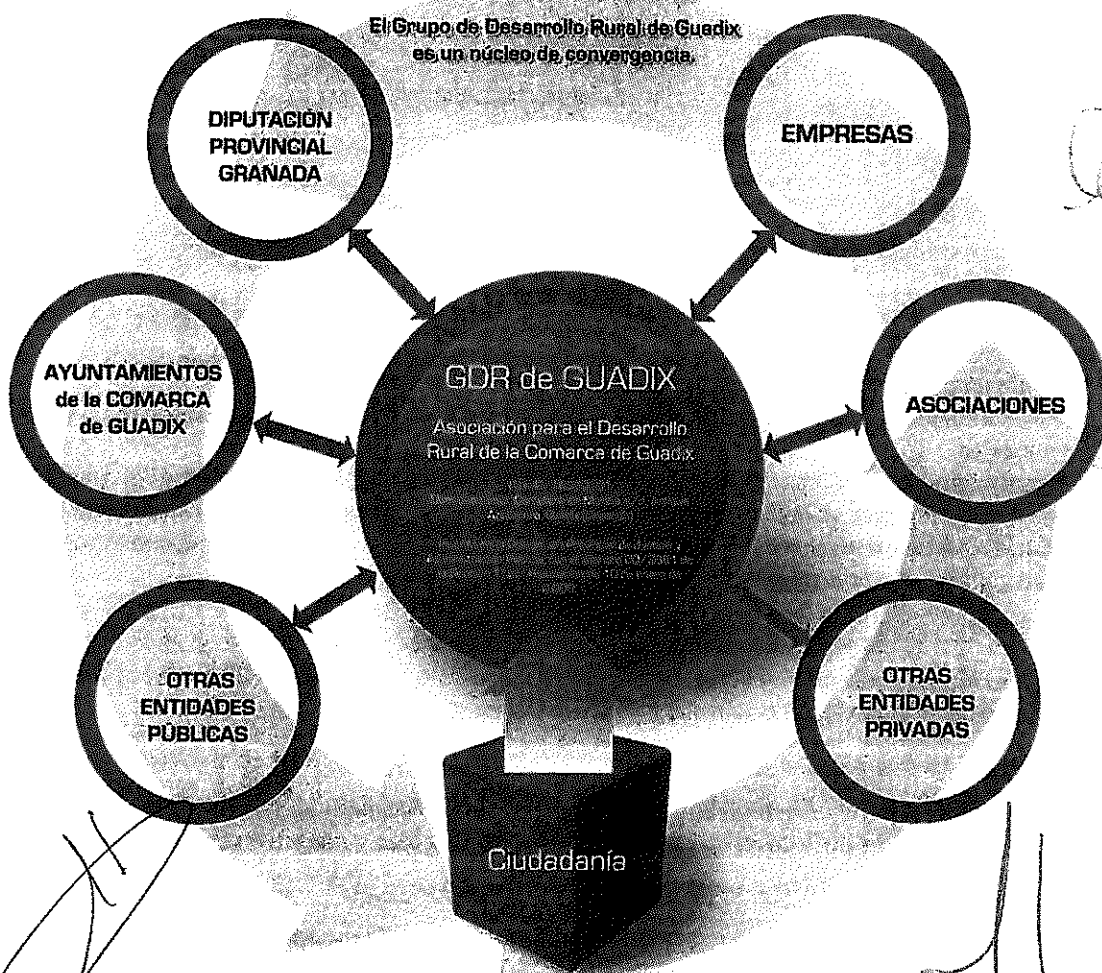 El Grupo de Desarrollo Rural de Guadix
es un núcleo de convergencia.
DIPUTACIÓN
PROVINCIAL
GRANADA
EMPRESAS
AYUNTAMIENTOS
de la COMARCA
de GUADIX
GDR de GUADIX
Asociación para el Desarrollo
Rural de la Comarca de Guadix
ASOCIACIONES
OTRAS
ENTIDADES
PÚBLICAS
OTRAS
ENTIDADES
PRIVADAS
Ciudadanía